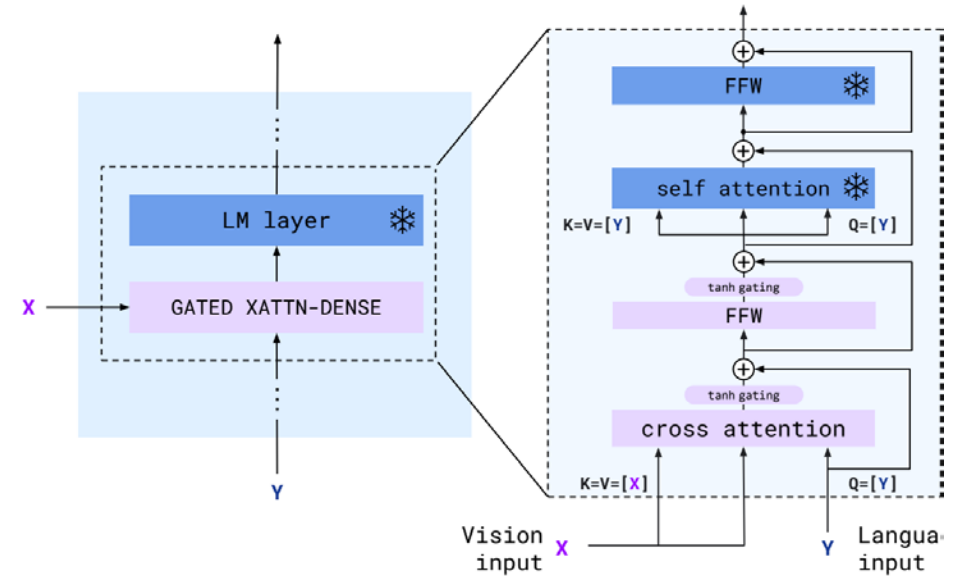 LM layer
X
GATED XATTN-DENSE
Y
FFW
self attention
K=V=[Y]
Q=[Y]
tanh gating
FFW
tanh gating
cross attention
K=V=[X]
Q=[Y]
Vision
input
X
Y
Langua
input